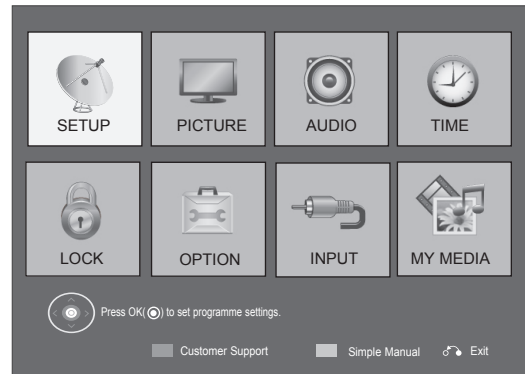 SETUP PICTURE AUDIO TIME
LOCK OPTION INPUT MY MEDIA
Press OK( ) to set programme settings.
Customer Support Simple Manual Exit